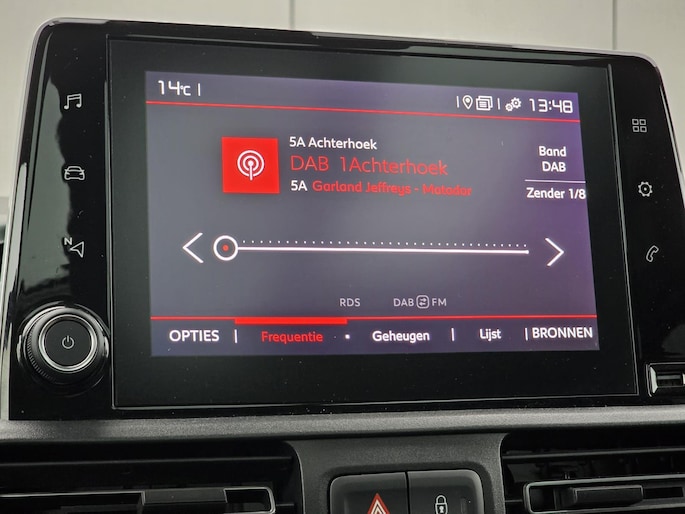 14°C
13:48
5A Achterhoek
DAB 1Achterhoek
5A Garland Jeffreys - Matador
Band
DAB
Zender 1/8
N
RDS
DAB FM
OPTIES | Frequentie Geheugen | Lijst | BRONNEN